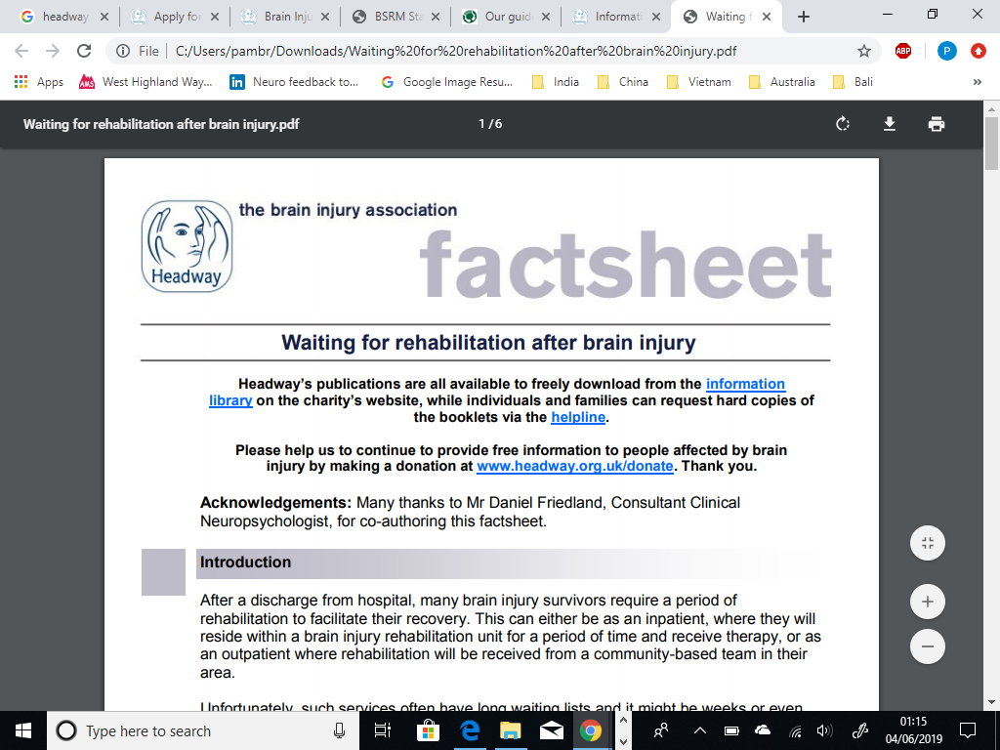 headway
Apply for
Brain Inju
BSRM Sta
Our guid
Informati
Waiting f
File
C:/Users/pambr/Downloads/Waiting%20for%20rehabilitation%20after%20brain%20injury.pdf
ABP
P
Apps
AMS
West Highland Way...
in
Neuro feedback to...
G
Google Image Resu...
India
China
Vietnam
Australia
Bali
»
Waiting for rehabilitation after brain injury.pdf
1 / 6
the brain injury association
Headway
factsheet
Waiting for rehabilitation after brain injury
Headway's publications are all available to freely download from the information
library on the charity's website, while individuals and families can request hard copies of
the booklets via the helpline.
Please help us to continue to provide free information to people affected by brain
injury by making a donation at www.headway.org.uk/donate. Thank you.
Acknowledgements: Many thanks to Mr Daniel Friedland, Consultant Clinical
Neuropsychologist, for co-authoring this factsheet.
Introduction
After a discharge from hospital, many brain injury survivors require a period of
rehabilitation to facilitate their recovery. This can either be as an inpatient, where they will
reside within a brain injury rehabilitation unit for a period of time and receive therapy, or as
an outpatient where rehabilitation will be received from a community-based team in their
area.
Unfortunately, such services often have long waiting lists and it might be weeks or even
Type here to search
01:15
04/06/2019